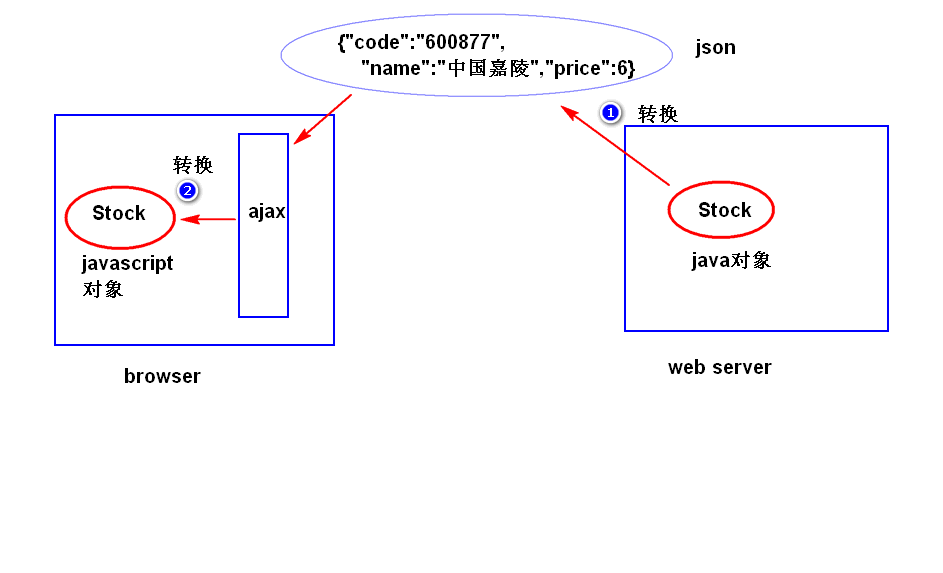 {"code":"600877",
"name":"中国嘉陵","price":6}
json
1
转换
转换
2
Stock
ajax
javascript
对象
browser
Stock
java对象
web server